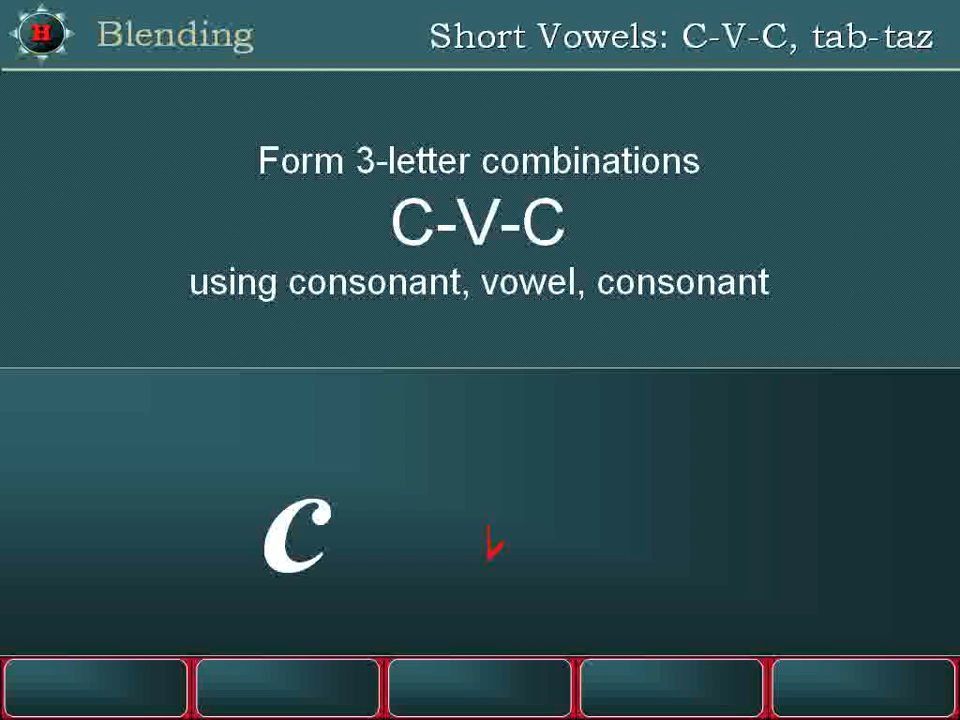 H
Blending
Short Vowels: C-V-C, tab-taz
Form 3-letter combinations
C-V-C
using consonant, vowel, consonant
c